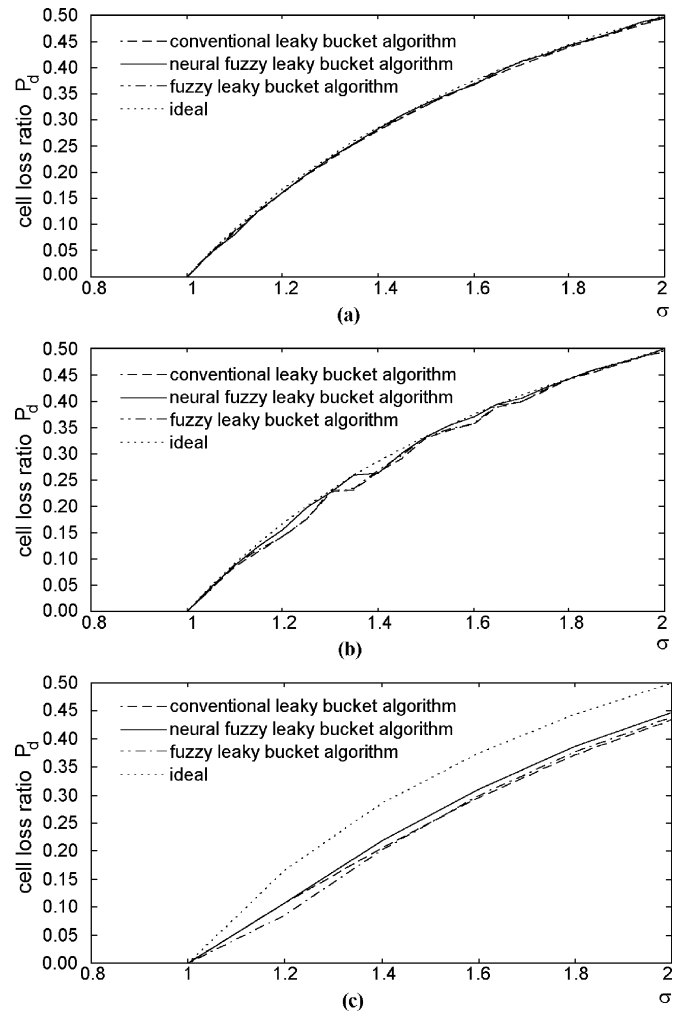 0.50
0.45
0.40
0.35
0.30
0.25
0.20
0.15
0.10
0.05
0.00
cell loss ratio P_d
conventional leaky bucket algorithm
neural fuzzy leaky bucket algorithm
fuzzy leaky bucket algorithm
ideal
0.8 1 1.2 1.4 1.6 1.8 2
σ
(a)
0.50
0.45
0.40
0.35
0.30
0.25
0.20
0.15
0.10
0.05
0.00
cell loss ratio P_d
conventional leaky bucket algorithm
neural fuzzy leaky bucket algorithm
fuzzy leaky bucket algorithm
ideal
0.8 1 1.2 1.4 1.6 1.8 2
σ
(b)
0.50
0.45
0.40
0.35
0.30
0.25
0.20
0.15
0.10
0.05
0.00
cell loss ratio P_d
conventional leaky bucket algorithm
neural fuzzy leaky bucket algorithm
fuzzy leaky bucket algorithm
ideal
0.8 1 1.2 1.4 1.6 1.8 2
σ
(c)